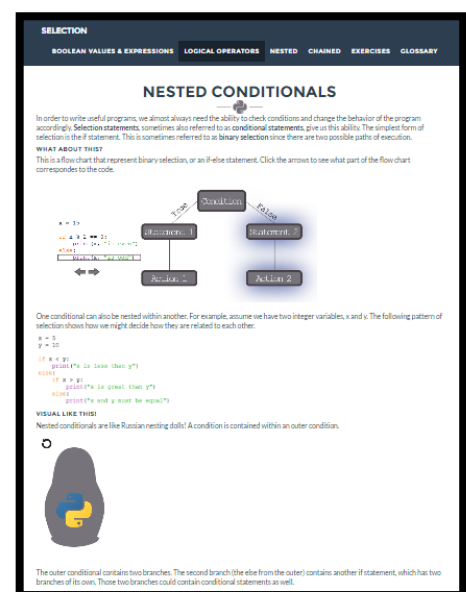 SELECTION
BOOLEAN VALUES & EXPRESSIONS LOGICAL OPERATORS NESTED CHAINED EXERCISES GLOSSARY
NESTED CONDITIONALS
In order to write useful programs, we almost always need the ability to check conditions and change the behavior of the program
accordingly. Selection statements, sometimes also referred to as conditional statements, give us this ability. The simplest form of
selection is the if statement. This is sometimes referred to as binary selection since there are two possible paths of execution.
WHAT ABOUT THIS?
This is a flow chart that represent binary selection, or an if-else statement. Click the arrows to see what part of the flow chart
correspondes to the code.
Condition
True
False
Statement 1
Statement 2
Action 1
Action 2
if x % 2 == 0:
else:
One conditional can also be nested within another. For example, assume we have two integer variables, x and y. The following pattern of
selection shows how we might decide how they are related to each other.
x = 5
y = 10
if x < y:
print("x is less than y")
else:
if x > y:
print("x is great than y")
else:
print("x and y must be equal")
VISUAL LIKE THIS!
Nested conditionals are like Russian nesting dolls! A condition is contained within an outer condition.
The outer conditional contains two branches. The second branch (the else from the outer) contains another if statement, which has two
branches of its own. Those two branches could contain conditional statements as well.